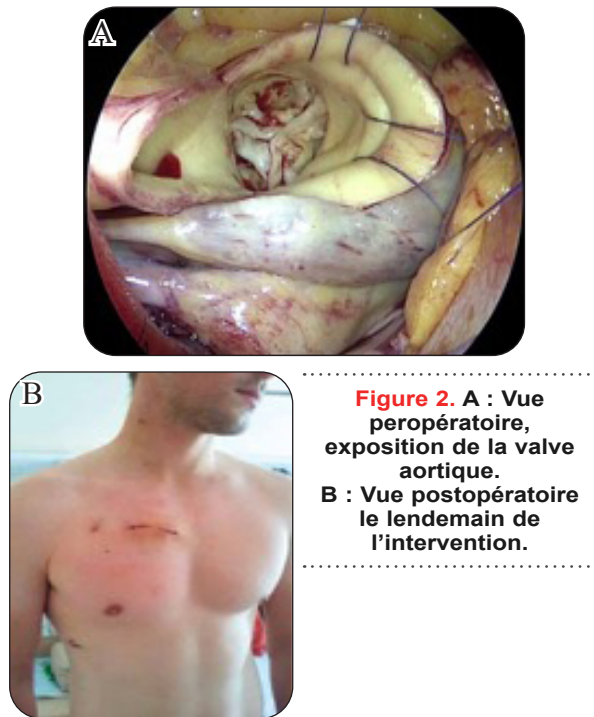 A
B
Figure 2. A : Vue
peropératoire,
exposition de la valve
aortique.
B : Vue postopératoire
le lendemain de
l'intervention.